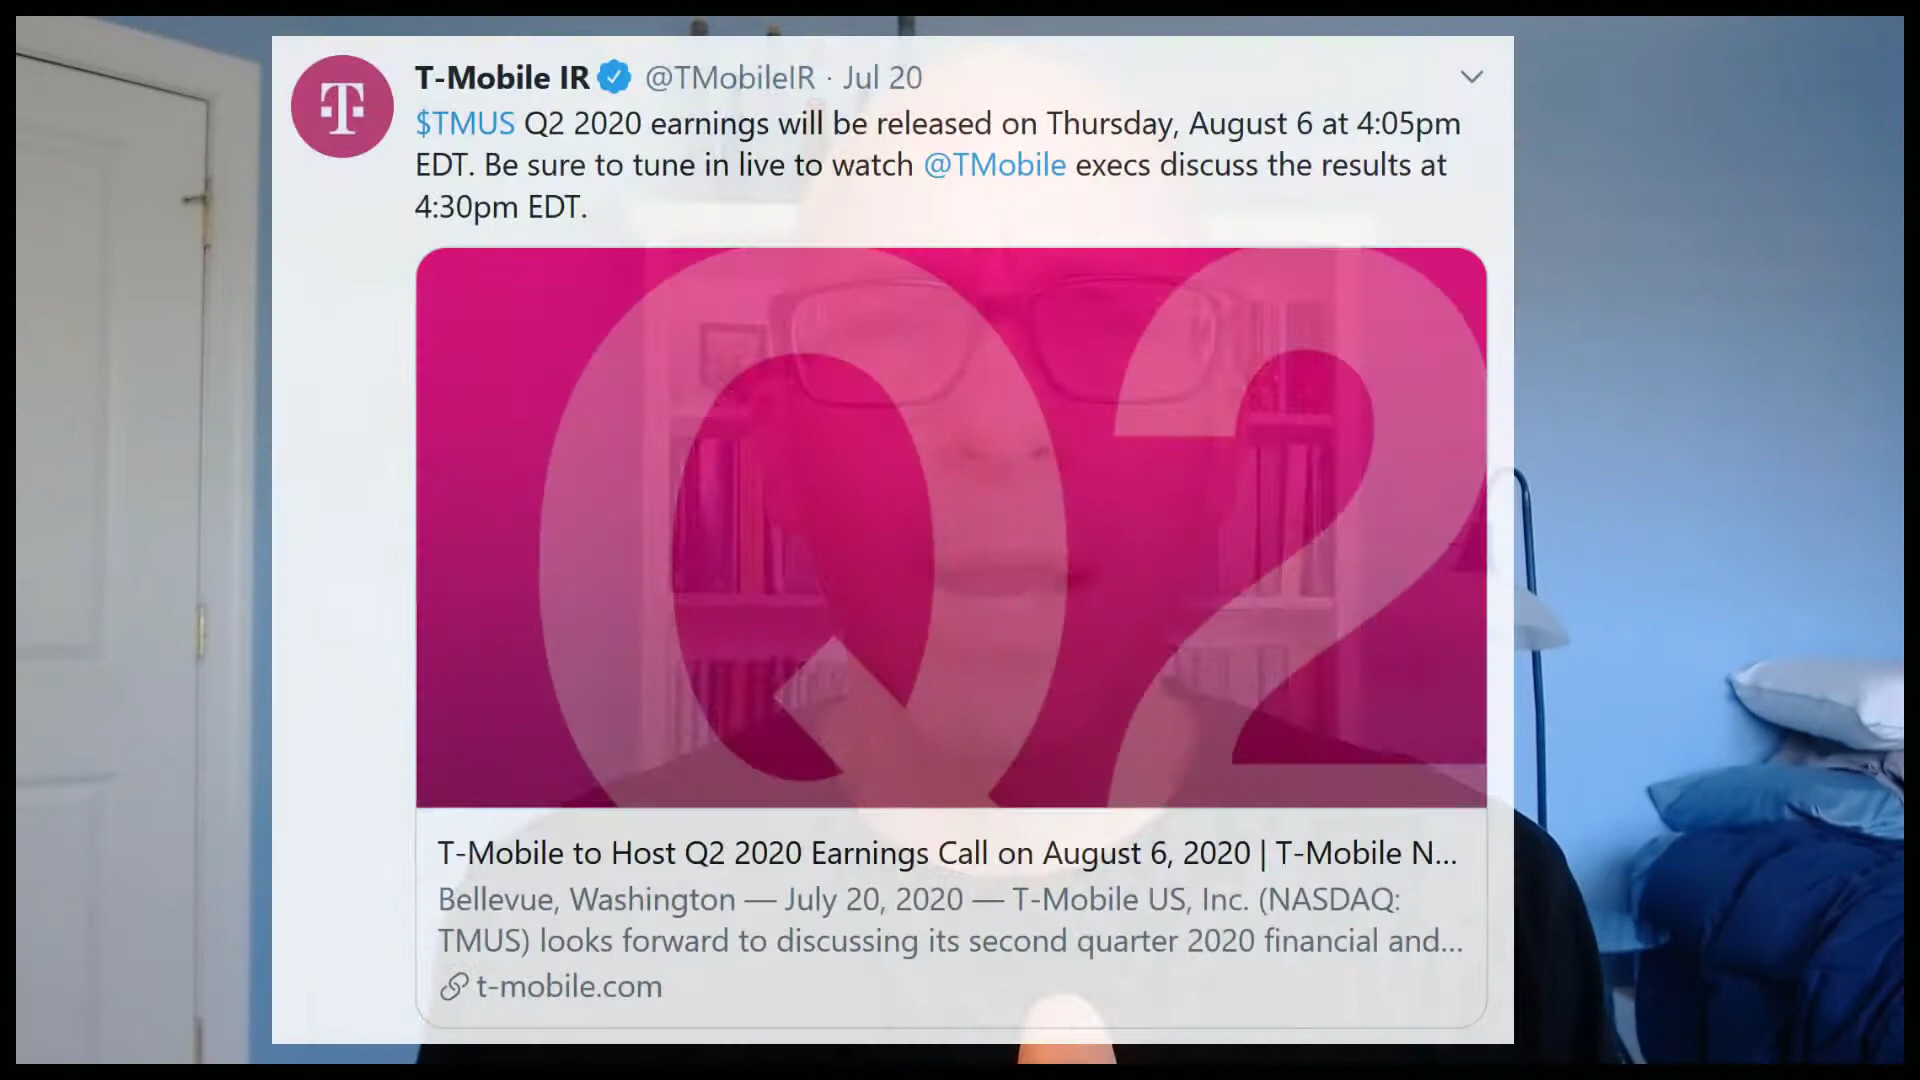 T-Mobile IR @TMobileIR · Jul 20
$TMUS Q2 2020 earnings will be released on Thursday, August 6 at 4:05pm
EDT. Be sure to tune in live to watch @TMobile execs discuss the results at
4:30pm EDT.
Q2
T-Mobile to Host Q2 2020 Earnings Call on August 6, 2020 | T-Mobile N...
Bellevue, Washington — July 20, 2020 — T-Mobile US, Inc. (NASDAQ:
TMUS) looks forward to discussing its second quarter 2020 financial and...
t-mobile.com